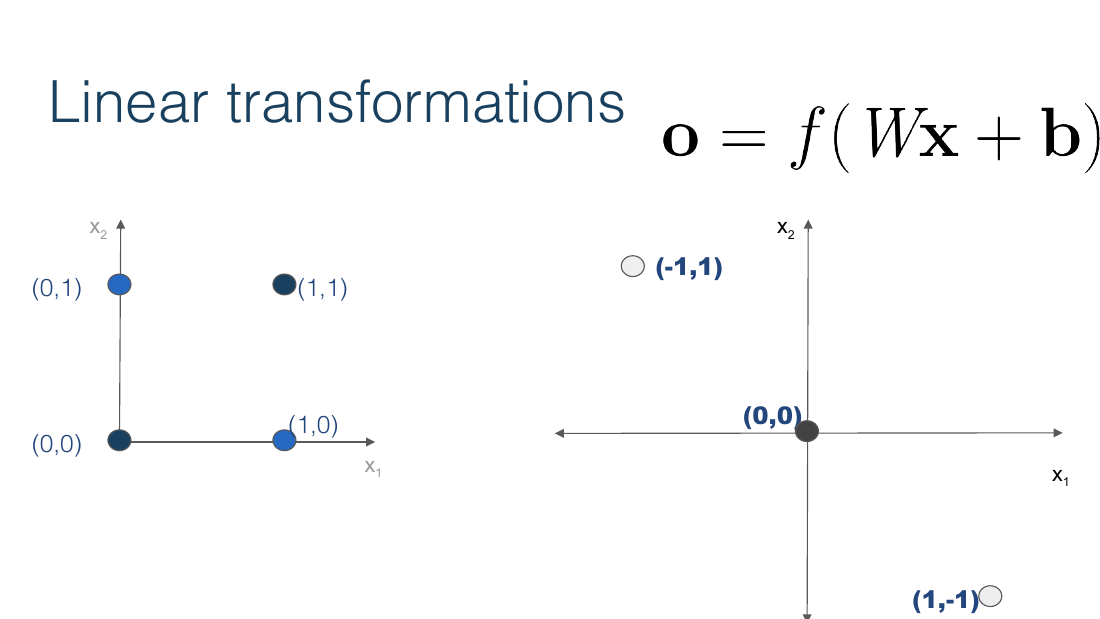 Linear transformations
o = f(Wx + b)
x₂
(0,1)
(1,1)
(0,0)
(1,0)
x₁
x₂
(-1,1)
(0,0)
x₁
(1,-1)